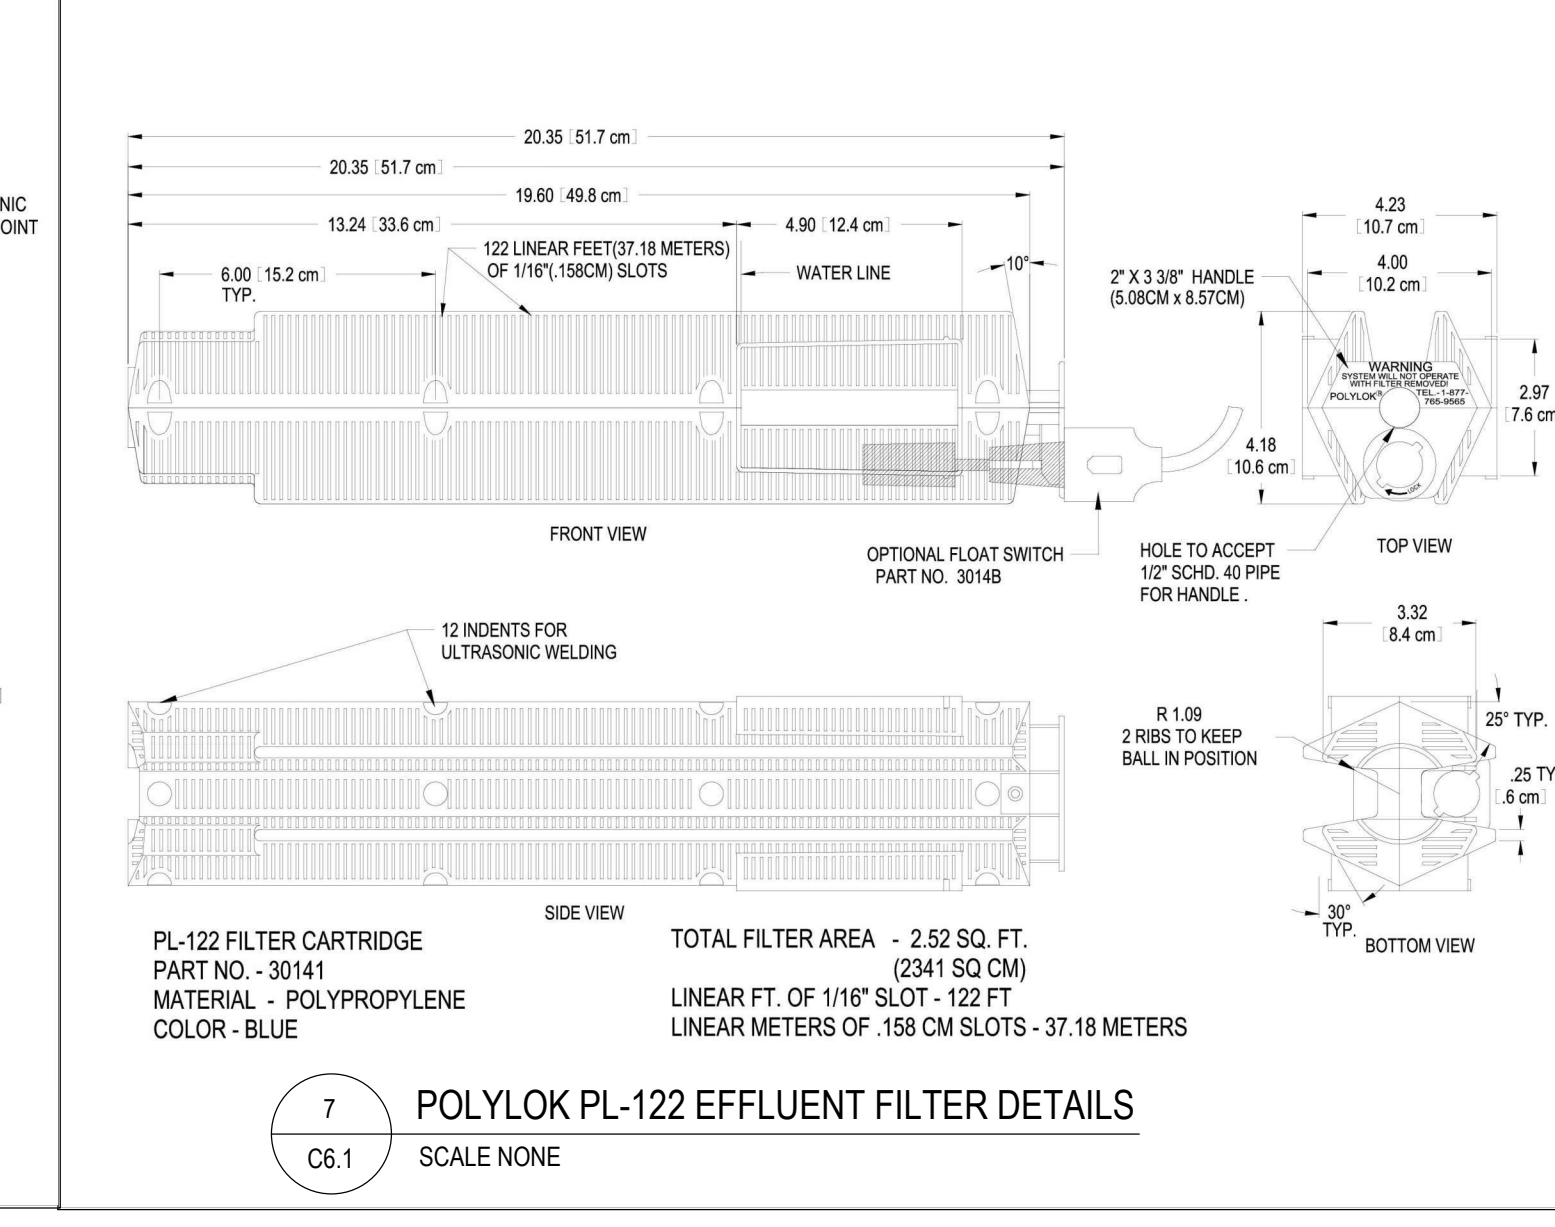 NIC
OINT
20.35 [51.7 cm]
20.35 [51.7 cm]
19.60 [49.8 cm]
13.24 [33.6 cm]
4.90 [12.4 cm]
122 LINEAR FEET(37.18 METERS)
OF 1/16"(.158CM) SLOTS
6.00 [15.2 cm]
TYP.
WATER LINE
10°
FRONT VIEW
OPTIONAL FLOAT SWITCH
PART NO. 3014B
4.23
[10.7 cm]
4.00
[10.2 cm]
2" X 3 3/8" HANDLE
(5.08CM x 8.57CM)
WARNING
SYSTEM WILL NOT OPERATE
WITH FILTER REMOVED!
POLYLOK® TEL.-1-877-
765-9565
LOCK
2.97
[7.6 cm
4.18
[10.6 cm]
HOLE TO ACCEPT
1/2" SCHD. 40 PIPE
FOR HANDLE .
TOP VIEW
12 INDENTS FOR
ULTRASONIC WELDING
SIDE VIEW
3.32
[8.4 cm]
R 1.09
2 RIBS TO KEEP
BALL IN POSITION
25° TYP.
.25 TY
[.6 cm]
30°
TYP.
BOTTOM VIEW
PL-122 FILTER CARTRIDGE
PART NO. - 30141
MATERIAL - POLYPROPYLENE
COLOR - BLUE
TOTAL FILTER AREA - 2.52 SQ. FT.
(2341 SQ CM)
LINEAR FT. OF 1/16" SLOT - 122 FT
LINEAR METERS OF .158 CM SLOTS - 37.18 METERS
7
C6.1
POLYLOK PL-122 EFFLUENT FILTER DETAILS
SCALE NONE